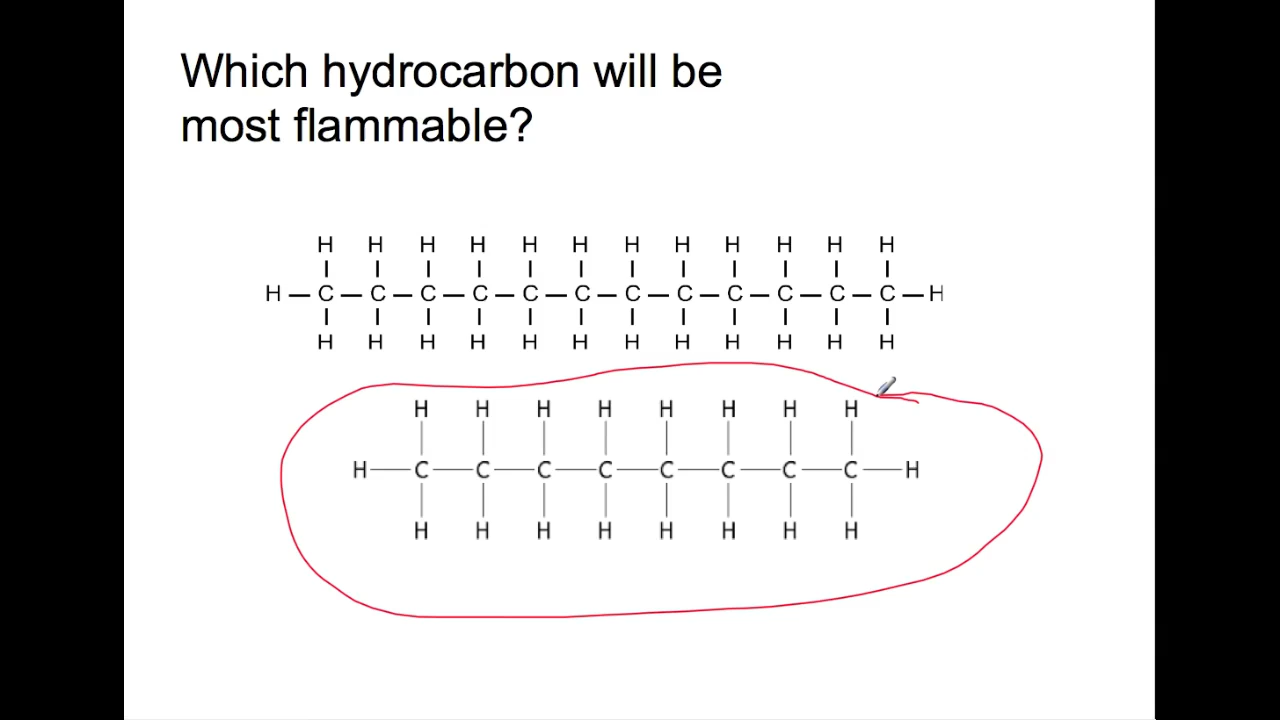 Which hydrocarbon will be
most flammable?
H H H H H H H H H H H H
H — C — C — C — C — C — C — C — C — C — C — C — C — H
H H H H H H H H H H H H
H H H H H H H H
H — C — C — C — C — C — C — C — C — H
H H H H H H H H